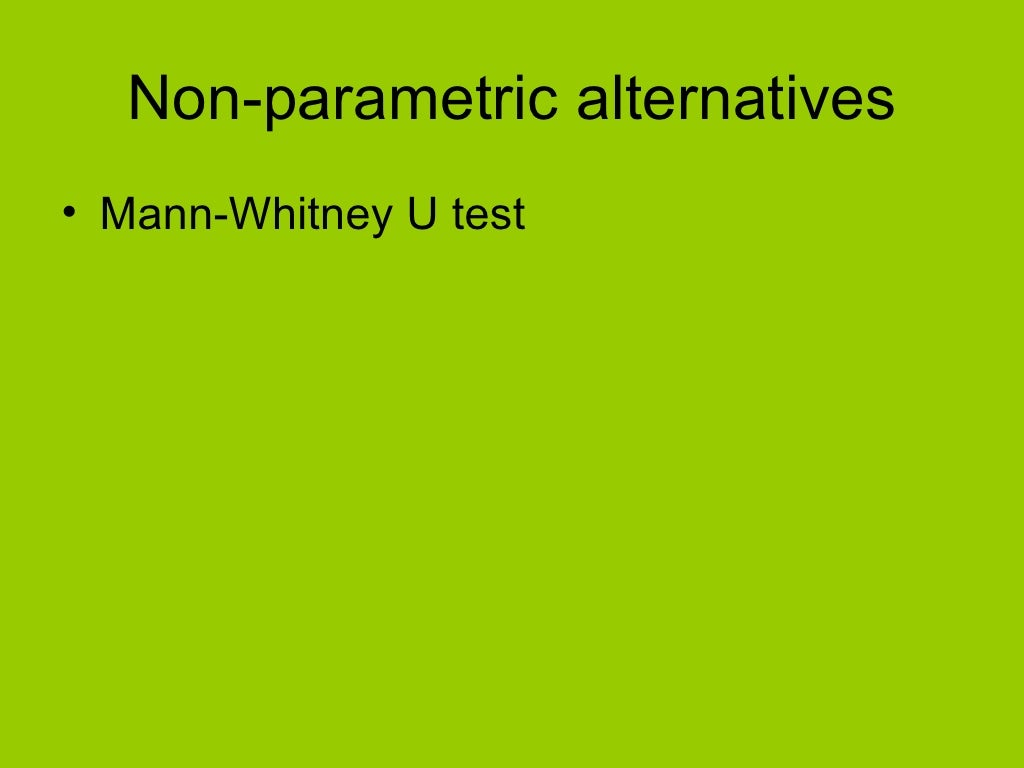 Non-parametric alternatives
• Mann-Whitney U test